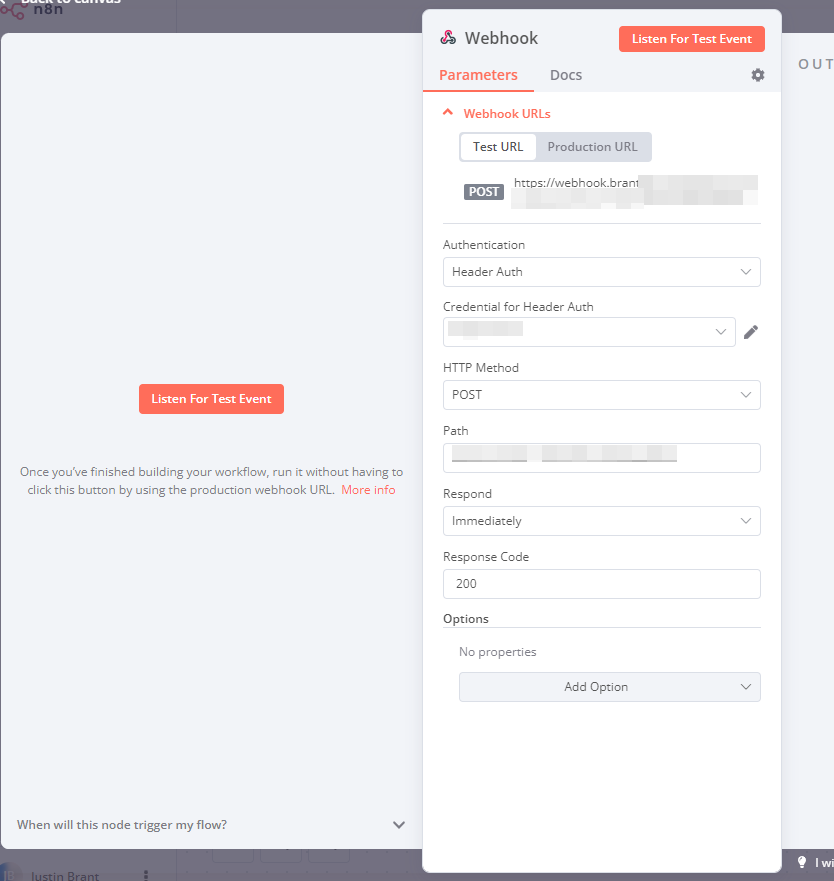 Back to canvas
n8n
Webhook
Listen For Test Event
OUT
Parameters
Docs
Webhook URLs
Test URL
Production URL
POST
https://webhook.brant
Authentication
Header Auth
Credential for Header Auth
HTTP Method
POST
Path
Respond
Immediately
Response Code
200
Options
No properties
Add Option
Listen For Test Event
Once you’ve finished building your workflow, run it without having to
click this button by using the production webhook URL. More info
When will this node trigger my flow?
Justin Brant
I wi